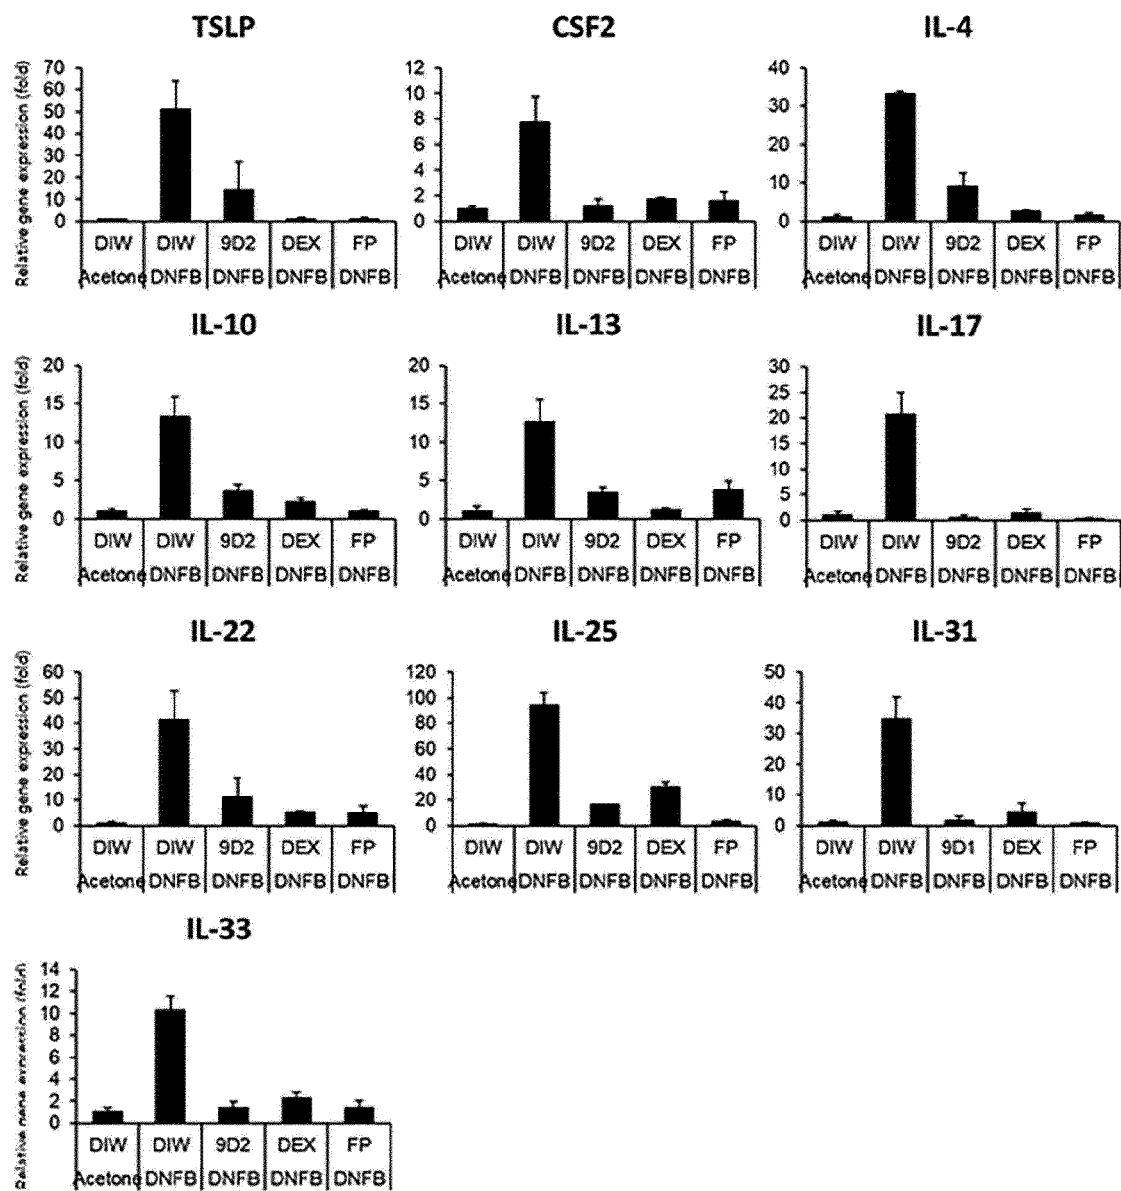 TSLP CSF2 IL-4
Relative gene expression (fold)
70 60 50 40 30 20 10 0
12 10 8 6 4 2 0
40 30 20 10 0
DIW DIW 9D2 DEX FP DIW DIW 9D2 DEX FP DIW DIW 9D2 DEX FP
Acetone DNFB DNFB DNFB DNFB Acetone DNFB DNFB DNFB DNFB Acetone DNFB DNFB DNFB DNFB
IL-10 IL-13 IL-17
Relative gene expression (fold)
20 15 10 5 0
20 15 10 5 0
30 25 20 15 10 5 0
DIW DIW 9D2 DEX FP DIW DIW 9D2 DEX FP DIW DIW 9D2 DEX FP
Acetone DNFB DNFB DNFB DNFB Acetone DNFB DNFB DNFB DNFB Acetone DNFB DNFB DNFB DNFB
IL-22 IL-25 IL-31
Relative gene expression (fold)
60 50 40 30 20 10 0
120 100 80 60 40 20 0
50 40 30 20 10 0
DIW DIW 9D2 DEX FP DIW DIW 9D2 DEX FP DIW DIW 9D1 DEX FP
Acetone DNFB DNFB DNFB DNFB Acetone DNFB DNFB DNFB DNFB Acetone DNFB DNFB DNFB DNFB
IL-33
Relative gene expression (fold)
14 12 10 8 6 4 2 0
DIW DIW 9D2 DEX FP
Acetone DNFB DNFB DNFB DNFB